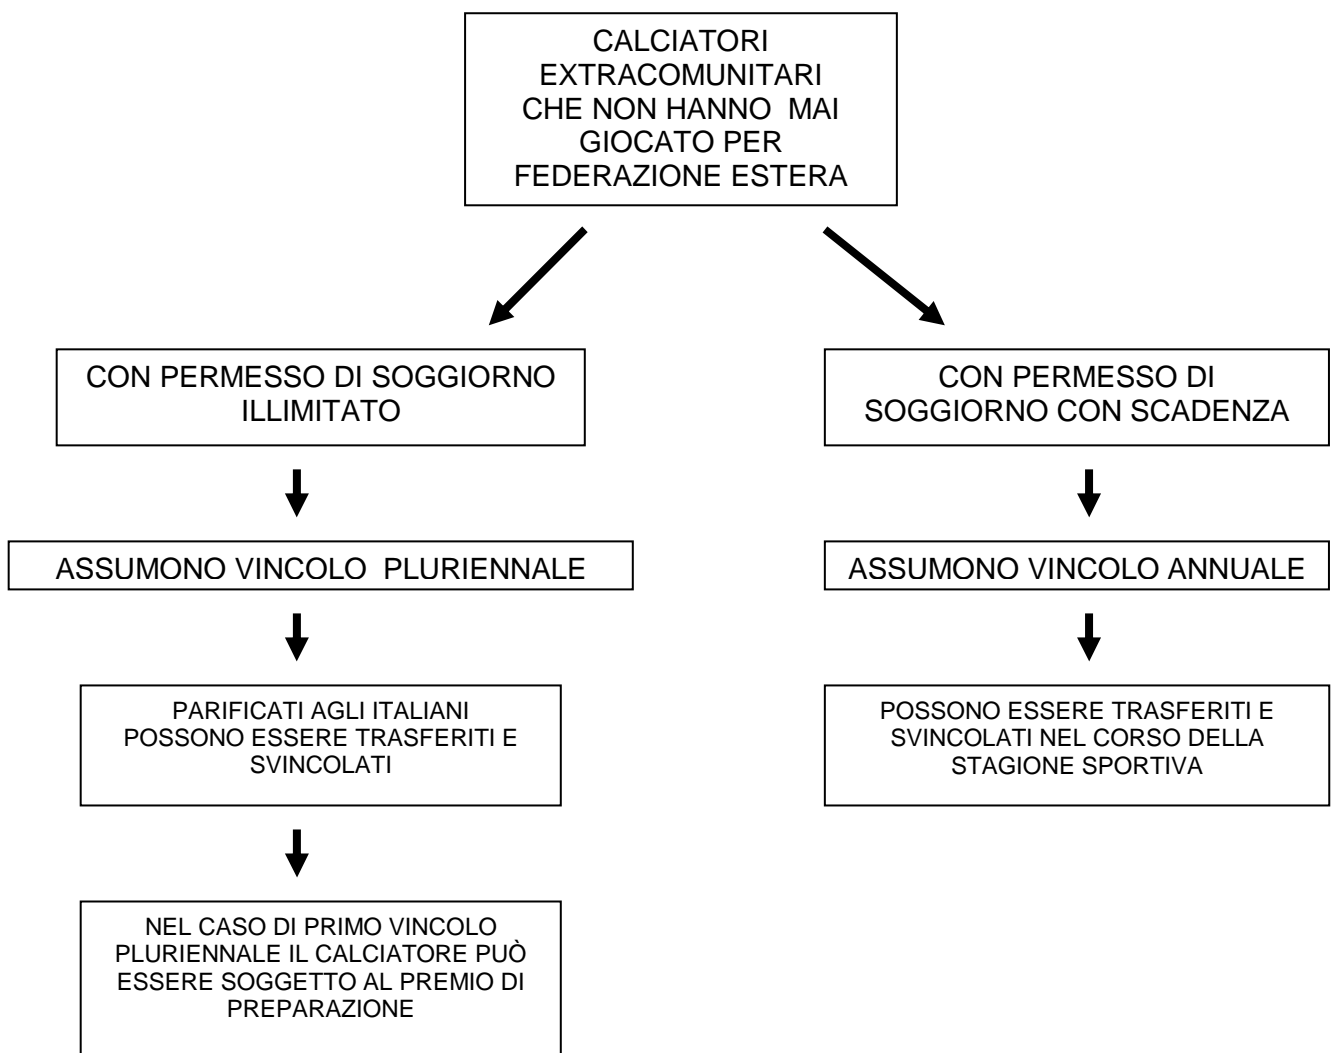 CALCIATORI
EXTRACOMUNITARI
CHE NON HANNO MAI
GIOCATO PER
FEDERAZIONE ESTERA
CON PERMESSO DI SOGGIORNO
ILLIMITATO
CON PERMESSO DI
SOGGIORNO CON SCADENZA
ASSUMONO VINCOLO PLURIENNALE
ASSUMONO VINCOLO ANNUALE
PARIFICATI AGLI ITALIANI
POSSONO ESSERE TRASFERITI E
SVINCOLATI
POSSONO ESSERE TRASFERITI E
SVINCOLATI NEL CORSO DELLA
STAGIONE SPORTIVA
NEL CASO DI PRIMO VINCOLO
PLURIENNALE IL CALCIATORE PUÒ
ESSERE SOGGETTO AL PREMIO DI
PREPARAZIONE